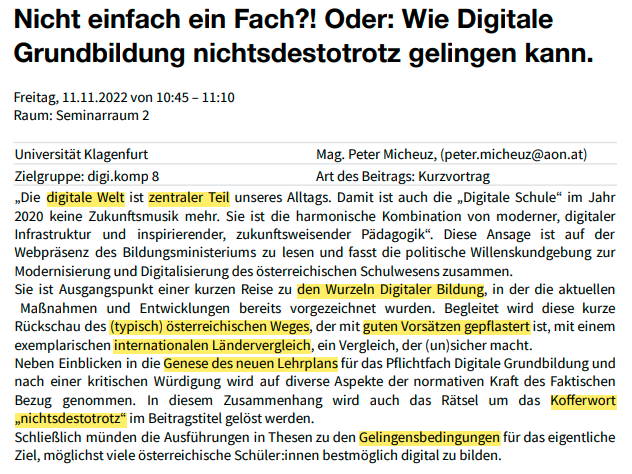 Nicht einfach ein Fach?! Oder: Wie Digitale
Grundbildung nichtsdestotrotz gelingen kann.
Freitag, 11.11.2022 von 10:45 – 11:10
Raum: Seminarraum 2
Universität Klagenfurt Mag. Peter Micheuz, (peter.micheuz@aon.at)
Zielgruppe: digi.komp 8 Art des Beitrags: Kurzvortrag
„Die digitale Welt ist zentraler Teil unseres Alltags. Damit ist auch die „Digitale Schule“ im Jahr
2020 keine Zukunftsmusik mehr. Sie ist die harmonische Kombination von moderner, digitaler
Infrastruktur und inspirierender, zukunftsweisender Pädagogik“. Diese Ansage ist auf der
Webpräsenz des Bildungsministeriums zu lesen und fasst die politische Willenskundgebung zur
Modernisierung und Digitalisierung des österreichischen Schulwesens zusammen.
Sie ist Ausgangspunkt einer kurzen Reise zu den Wurzeln Digitaler Bildung, in der die aktuellen
Maßnahmen und Entwicklungen bereits vorgezeichnet wurden. Begleitet wird diese kurze
Rückschau des (typisch) österreichischen Weges, der mit guten Vorsätzen gepflastert ist, mit einem
exemplarischen internationalen Ländervergleich, ein Vergleich, der (un)sicher macht.
Neben Einblicken in die Genese des neuen Lehrplans für das Pflichtfach Digitale Grundbildung und
nach einer kritischen Würdigung wird auf diverse Aspekte der normativen Kraft des Faktischen
Bezug genommen. In diesem Zusammenhang wird auch das Rätsel um das Kofferwort
„nichtsdestotrotz“ im Beitragstitel gelöst werden.
Schließlich münden die Ausführungen in Thesen zu den Gelingensbedingungen für das eigentliche
Ziel, möglichst viele österreichische Schüler:innen bestmöglich digital zu bilden.